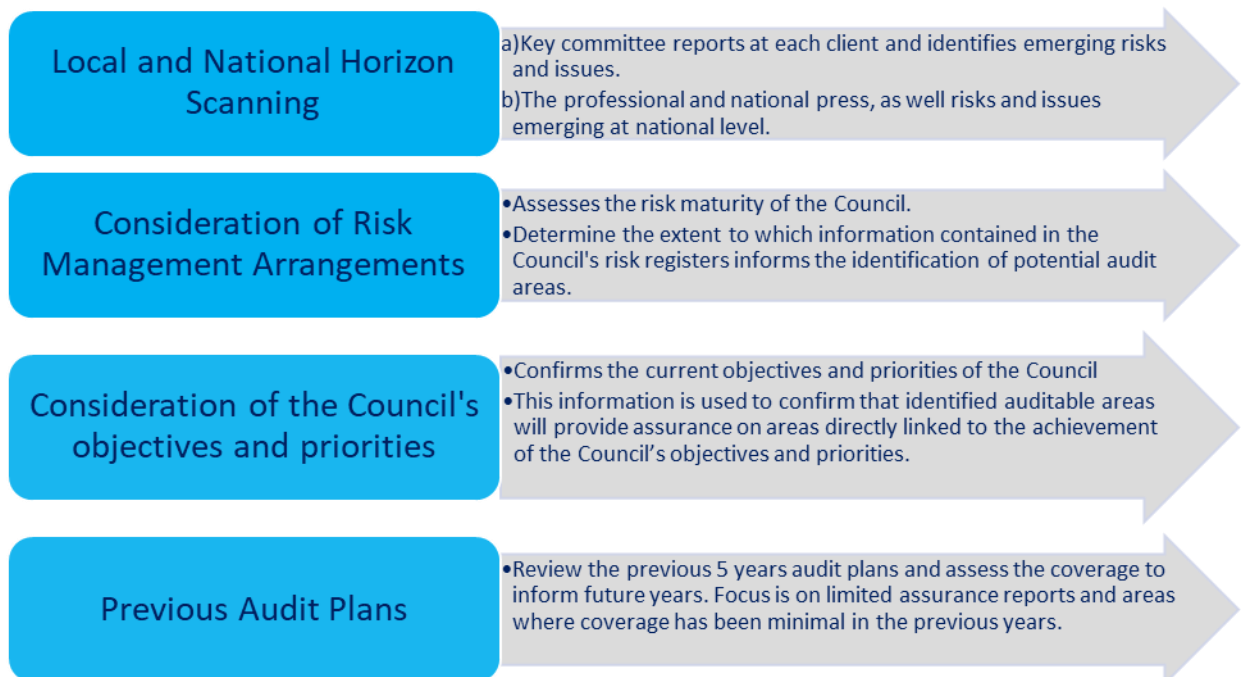 Local and National Horizon
Scanning
a)Key committee reports at each client and identifies emerging risks
and issues.
b)The professional and national press, as well risks and issues
emerging at national level.
Consideration of Risk
Management Arrangements
•Assesses the risk maturity of the Council.
•Determine the extent to which information contained in the
Council's risk registers informs the identification of potential audit
areas.
Consideration of the Council's
objectives and priorities
•Confirms the current objectives and priorities of the Council
•This information is used to confirm that identified auditable areas
will provide assurance on areas directly linked to the achievement
of the Council’s objectives and priorities.
Previous Audit Plans
•Review the previous 5 years audit plans and assess the coverage to
inform future years. Focus is on limited assurance reports and areas
where coverage has been minimal in the previous years.